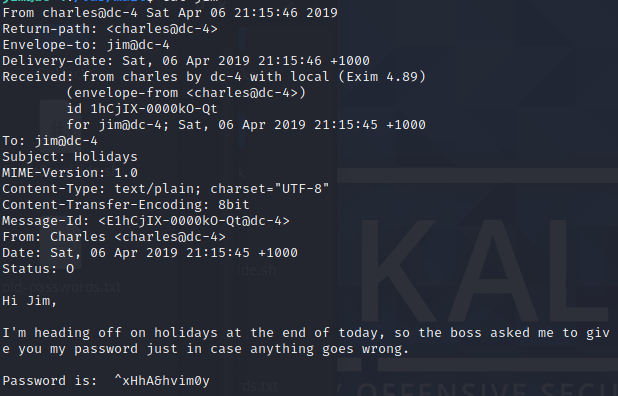 From charles@dc-4 Sat Apr 06 21:15:46 2019
Return-path: <charles@dc-4>
Envelope-to: jim@dc-4
Delivery-date: Sat, 06 Apr 2019 21:15:46 +1000
Received: from charles by dc-4 with local (Exim 4.89)
        (envelope-from <charles@dc-4>)
        id 1hCjIX-0000kO-Qt
        for jim@dc-4; Sat, 06 Apr 2019 21:15:45 +1000
To: jim@dc-4
Subject: Holidays
MIME-Version: 1.0
Content-Type: text/plain; charset="UTF-8"
Content-Transfer-Encoding: 8bit
Message-Id: <E1hCjIX-0000kO-Qt@dc-4>
From: Charles <charles@dc-4>
Date: Sat, 06 Apr 2019 21:15:45 +1000
Status: O
old-passwords.txt
Hi Jim,
I'm heading off on holidays at the end of today, so the boss asked me to giv
e you my password just in case anything goes wrong.
Password is:  ^xHhA&hvim0y
KAL
OFFENSIVE SECU